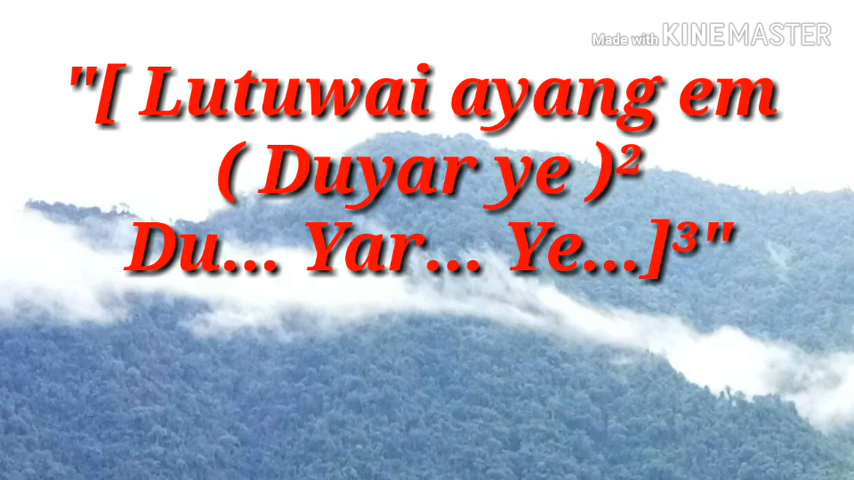 Made with KINEMASTER
"[ Lutuwai ayang em
( Duyar ye )²
Du... Yar... Ye...]³"